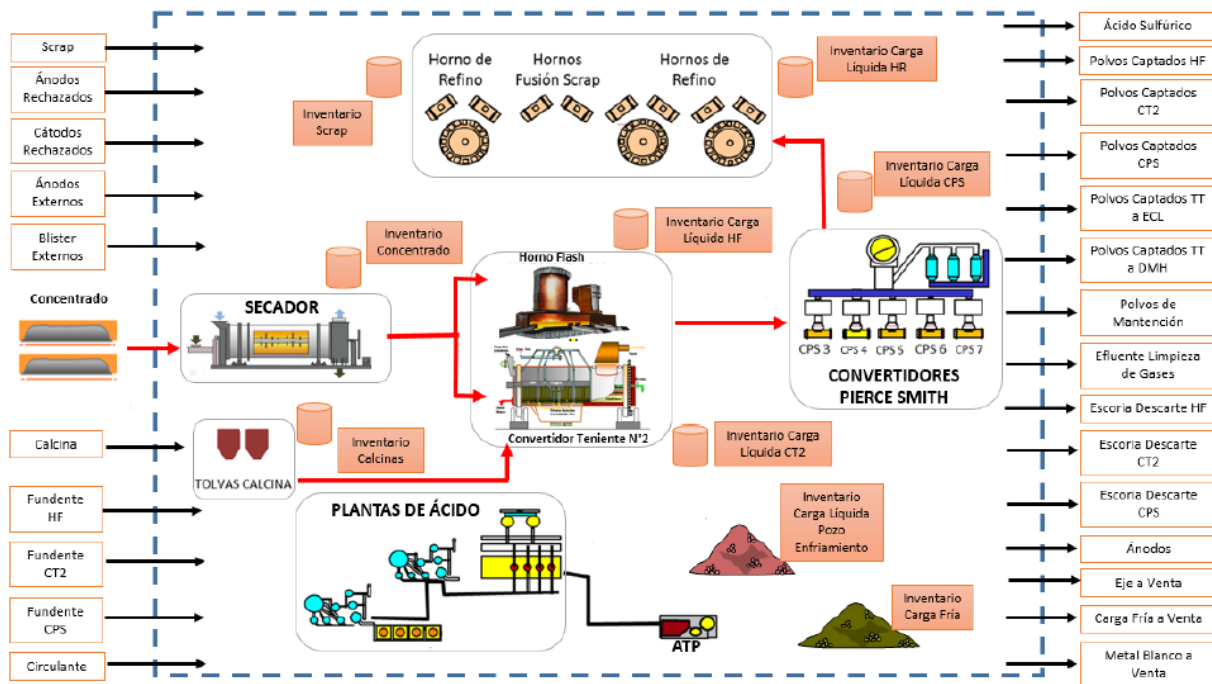 Scrap
Ánodos
Rechazados
Cátodos
Rechazados
Ánodos
Externos
Blister
Externos
Concentrado
Calcina
Fundente
HF
Fundente
CT2
Fundente
CPS
Circulante
Inventario
Scrap
Horno de
Refino
Hornos
Fusión Scrap
Hornos de
Refino
Inventario Carga
Líquida HR
Inventario Carga
Líquida CPS
Inventario
Concentrado
Inventario Carga
Líquida HF
SECADOR
Horno Flash
Convertidor Teniente N°2
CPS 3
CPS 4
CPS 5
CPS 6
CPS 7
CONVERTIDORES
PIERCE SMITH
Inventario
Calcinas
TOLVAS CALCINA
Inventario Carga
Líquida CT2
PLANTAS DE ÁCIDO
ATP
Inventario
Carga Líquida
Pozo
Enfriamiento
Inventario
Carga Fría
Ácido Sulfúrico
Polvos Captados HF
Polvos Captados
CT2
Polvos Captados
CPS
Polvos Captados TT
a ECL
Polvos Captados TT
a DMH
Polvos de
Mantención
Efluente Limpieza
de Gases
Escoria Descarte HF
Escoria Descarte
CT2
Escoria Descarte
CPS
Ánodos
Eje a Venta
Carga Fría a Venta
Metal Blanco a
Venta